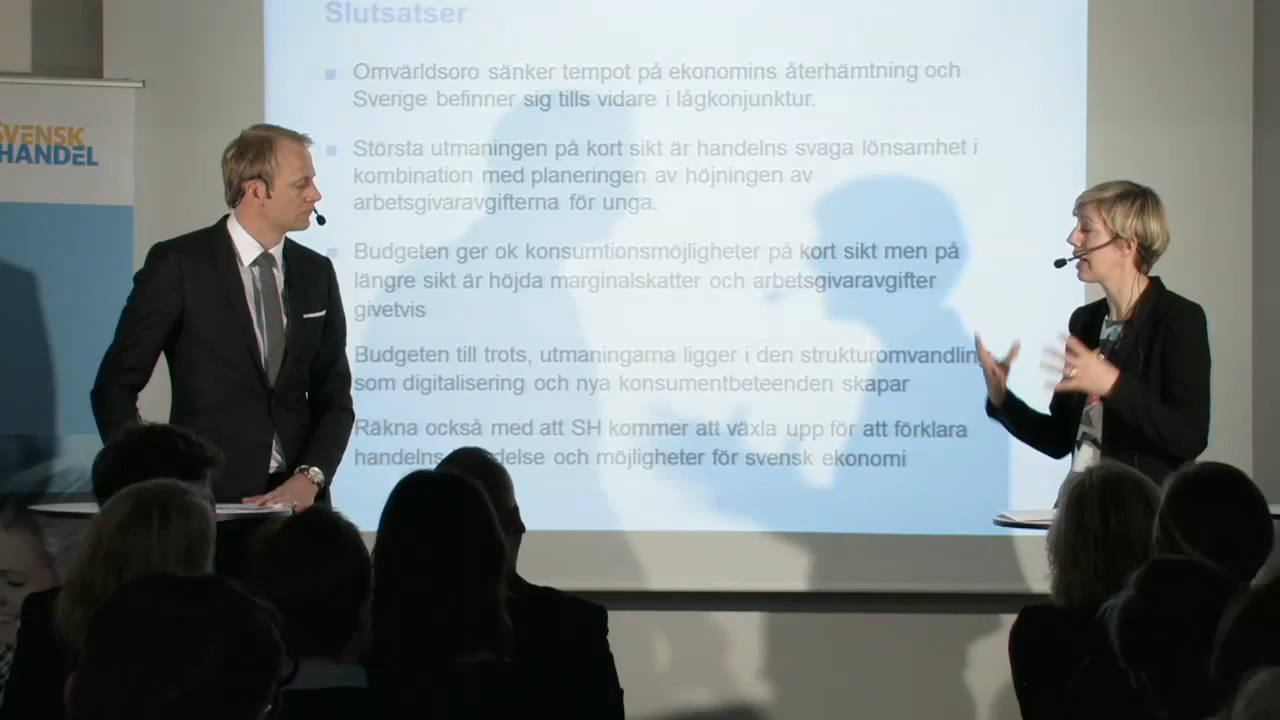 Slutsatser
SVENSK
HANDEL
Omvärldsoro sänker tempot på ekonomins återhämtning och
Sverige befinner sig tills vidare i lågkonjunktur.
Största utmaningen på kort sikt är handelns svaga lönsamhet i
kombination med planeringen av höjningen av
arbetsgivaravgifterna för unga.
Budgeten ger ok konsumtionsmöjligheter på kort sikt men på
längre sikt är höjda marginalskatter och arbetsgivaravgifter
givetvis
Budgeten till trots, utmaningarna ligger i den
som digitalisering och nya konsumentbeteenden skapar
Räkna också med att SH kommer att växla upp för att förklara
handelns och möjligheter för svensk ekonomi